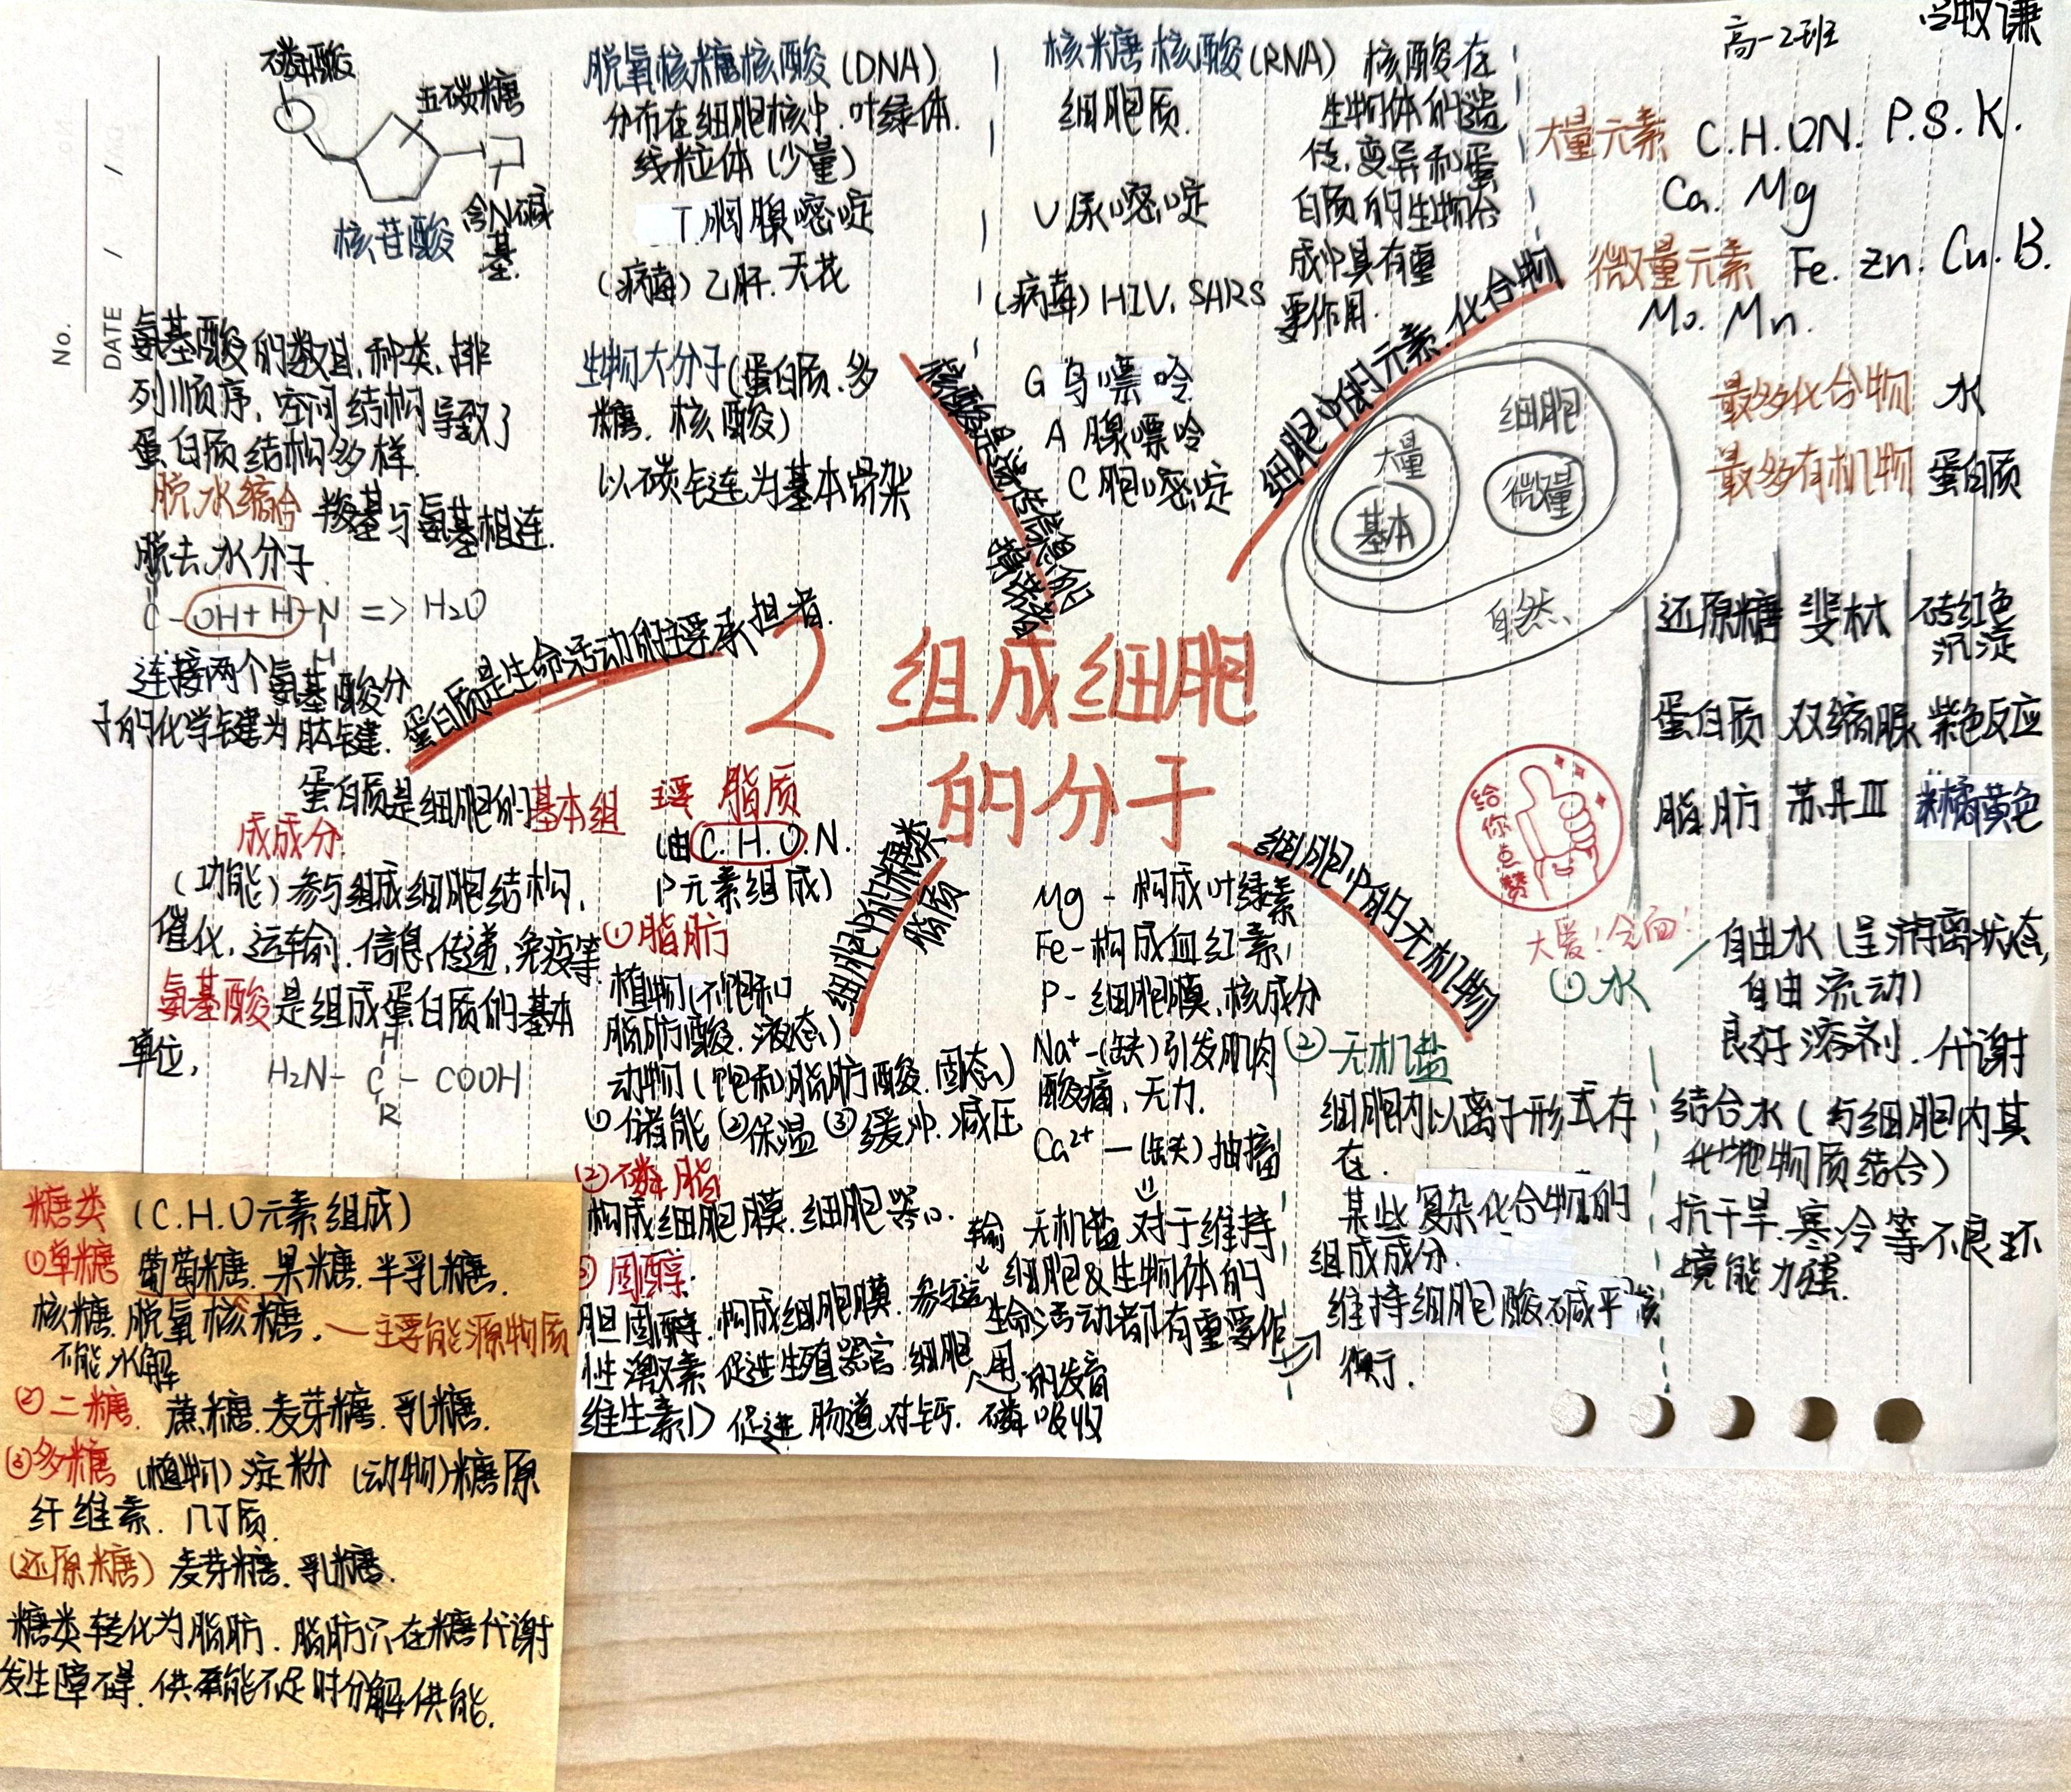 高一2班
No.
DATE / /
磷酸
五碳糖
含N碱
基.
核苷酸
脱氧核糖核酸(DNA)
分布在细胞核中.叶绿体.
线粒体(少量)
T胸腺嘧啶
(病毒)乙肝.天花
核糖核酸(RNA)
细胞质.
U尿嘧啶
(病毒)HIV.SARS
G鸟嘌呤
A腺嘌呤
C胞嘧啶
核酸在
生物体的遗
传.变异和蛋
白质的生物合
成中具有重
要作用.
生物大分子(蛋白质.多
糖.核酸)
以碳链为基本骨架
核酸是遗传信息的
携带者
细胞中的元素.化合物
大量元素 C.H.O.N.P.S.K.
Ca.Mg
微量元素 Fe.Zn.Cu.B.
Mo.Mn.
最多化合物 水
最多有机物 蛋白质
细胞
大量
微量
基本
自然
还原糖 斐林 砖红色
沉淀
蛋白质 双缩脲 紫色反应
脂肪 苏丹Ⅲ 橘黄色
氨基酸的数目.种类.排
列顺序.空间结构导致了
蛋白质结构多样.
脱水缩合 羧基与氨基相连.
脱去水分子
C-OH+H-N => H2O
H
连接两个氨基酸分
子的化学键为肽键.
蛋白质是生命活动的主要承担者.
2 组成细胞
的分子
蛋白质是细胞的基本组
成成分.
(功能)参与组成细胞结构.
催化.运输.信息传递.免疫等.
氨基酸是组成蛋白质的基本
单位,
H
H2N-C-COOH
R
主要 脂质
(由C.H.O.N.
P元素组成)
细胞中的糖类
脂质
①脂肪
植物(不饱和
脂肪酸.液态)
动物(饱和脂肪酸.固态)
①储能②保温③缓冲.减压
②磷脂
构成细胞膜.细胞器.
③固醇.
胆固醇.构成细胞膜.参与运输
性激素 促进生殖器官.细胞的发育
维生素D 促进肠道对钙.磷吸收
细胞中的无机物
Mg-构成叶绿素
Fe-构成血红素
P-细胞膜.核成分
Na⁺-(缺)引发肌肉
酸痛.无力.
Ca²⁺-(缺)抽搐
无机盐对于维持
细胞&生物体的
生命活动都有重要作
用
给你点赞
①水
自由水(呈游离状态,
自由流动)
良好溶剂.代谢
结合水(与细胞内其
他物质结合)
抗干旱.寒冷等不良环
境能力强.
②无机盐
细胞内以离子形式存
在.
某些复杂化合物的
组成成分.
维持细胞酸碱平
衡.
糖类(C.H.O元素组成)
①单糖 葡萄糖.果糖.半乳糖.
核糖.脱氧核糖.—主要能源物质
不能水解
②二糖.蔗糖.麦芽糖.乳糖.
③多糖(植物)淀粉(动物)糖原
纤维素.几丁质.
(还原糖)麦芽糖.乳糖.
糖类转化为脂肪.脂肪只在糖代谢
发生障碍.供能不足时分解供能.